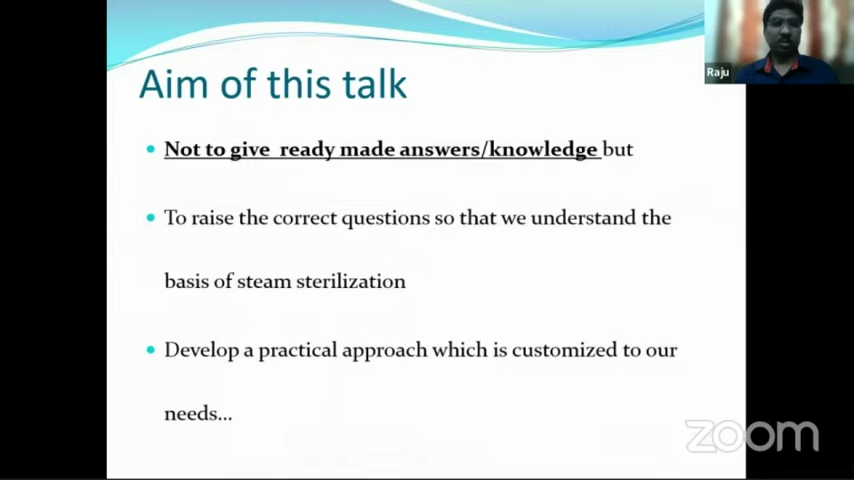 Aim of this talk
Raju
• Not to give  ready made answers/knowledge but
• To raise the correct questions so that we understand the
basis of steam sterilization
• Develop a practical approach which is customized to our
needs...
zoom